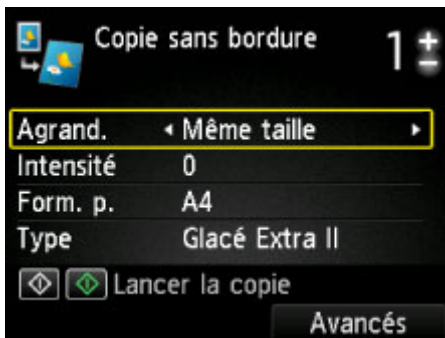 Copie sans bordure
1 ±
Agrand. Même taille
Intensité 0
Form. p. A4
Type Glacé Extra II
Lancer la copie
Avancés